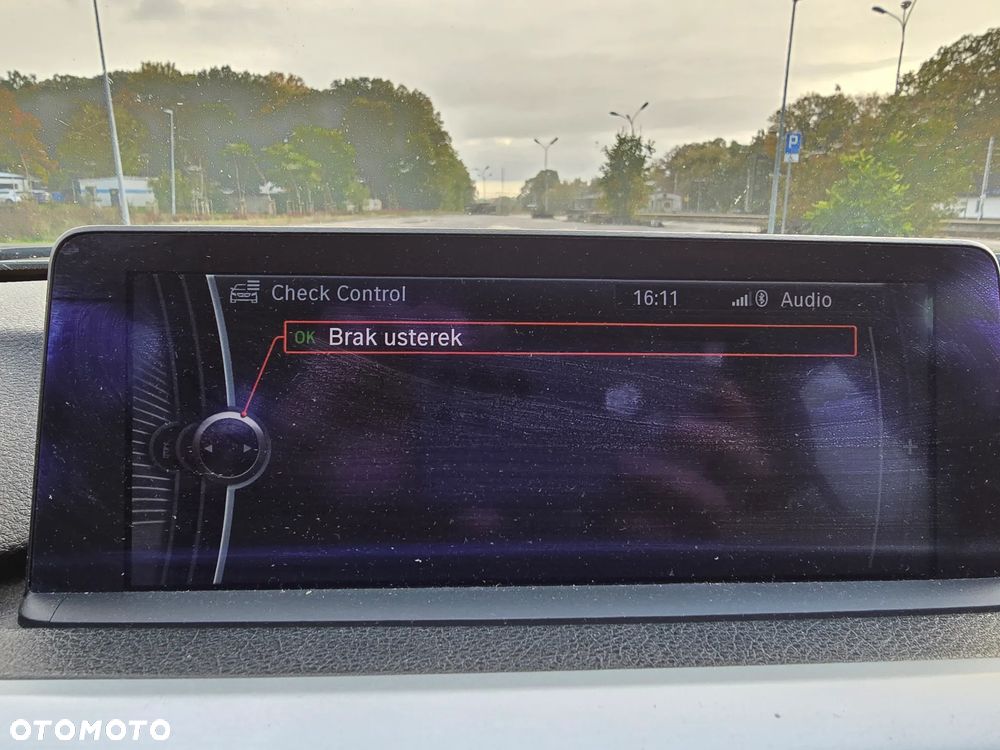 P
Check Control
16:11
Audio
OK Brak usterek
OTOMOTO